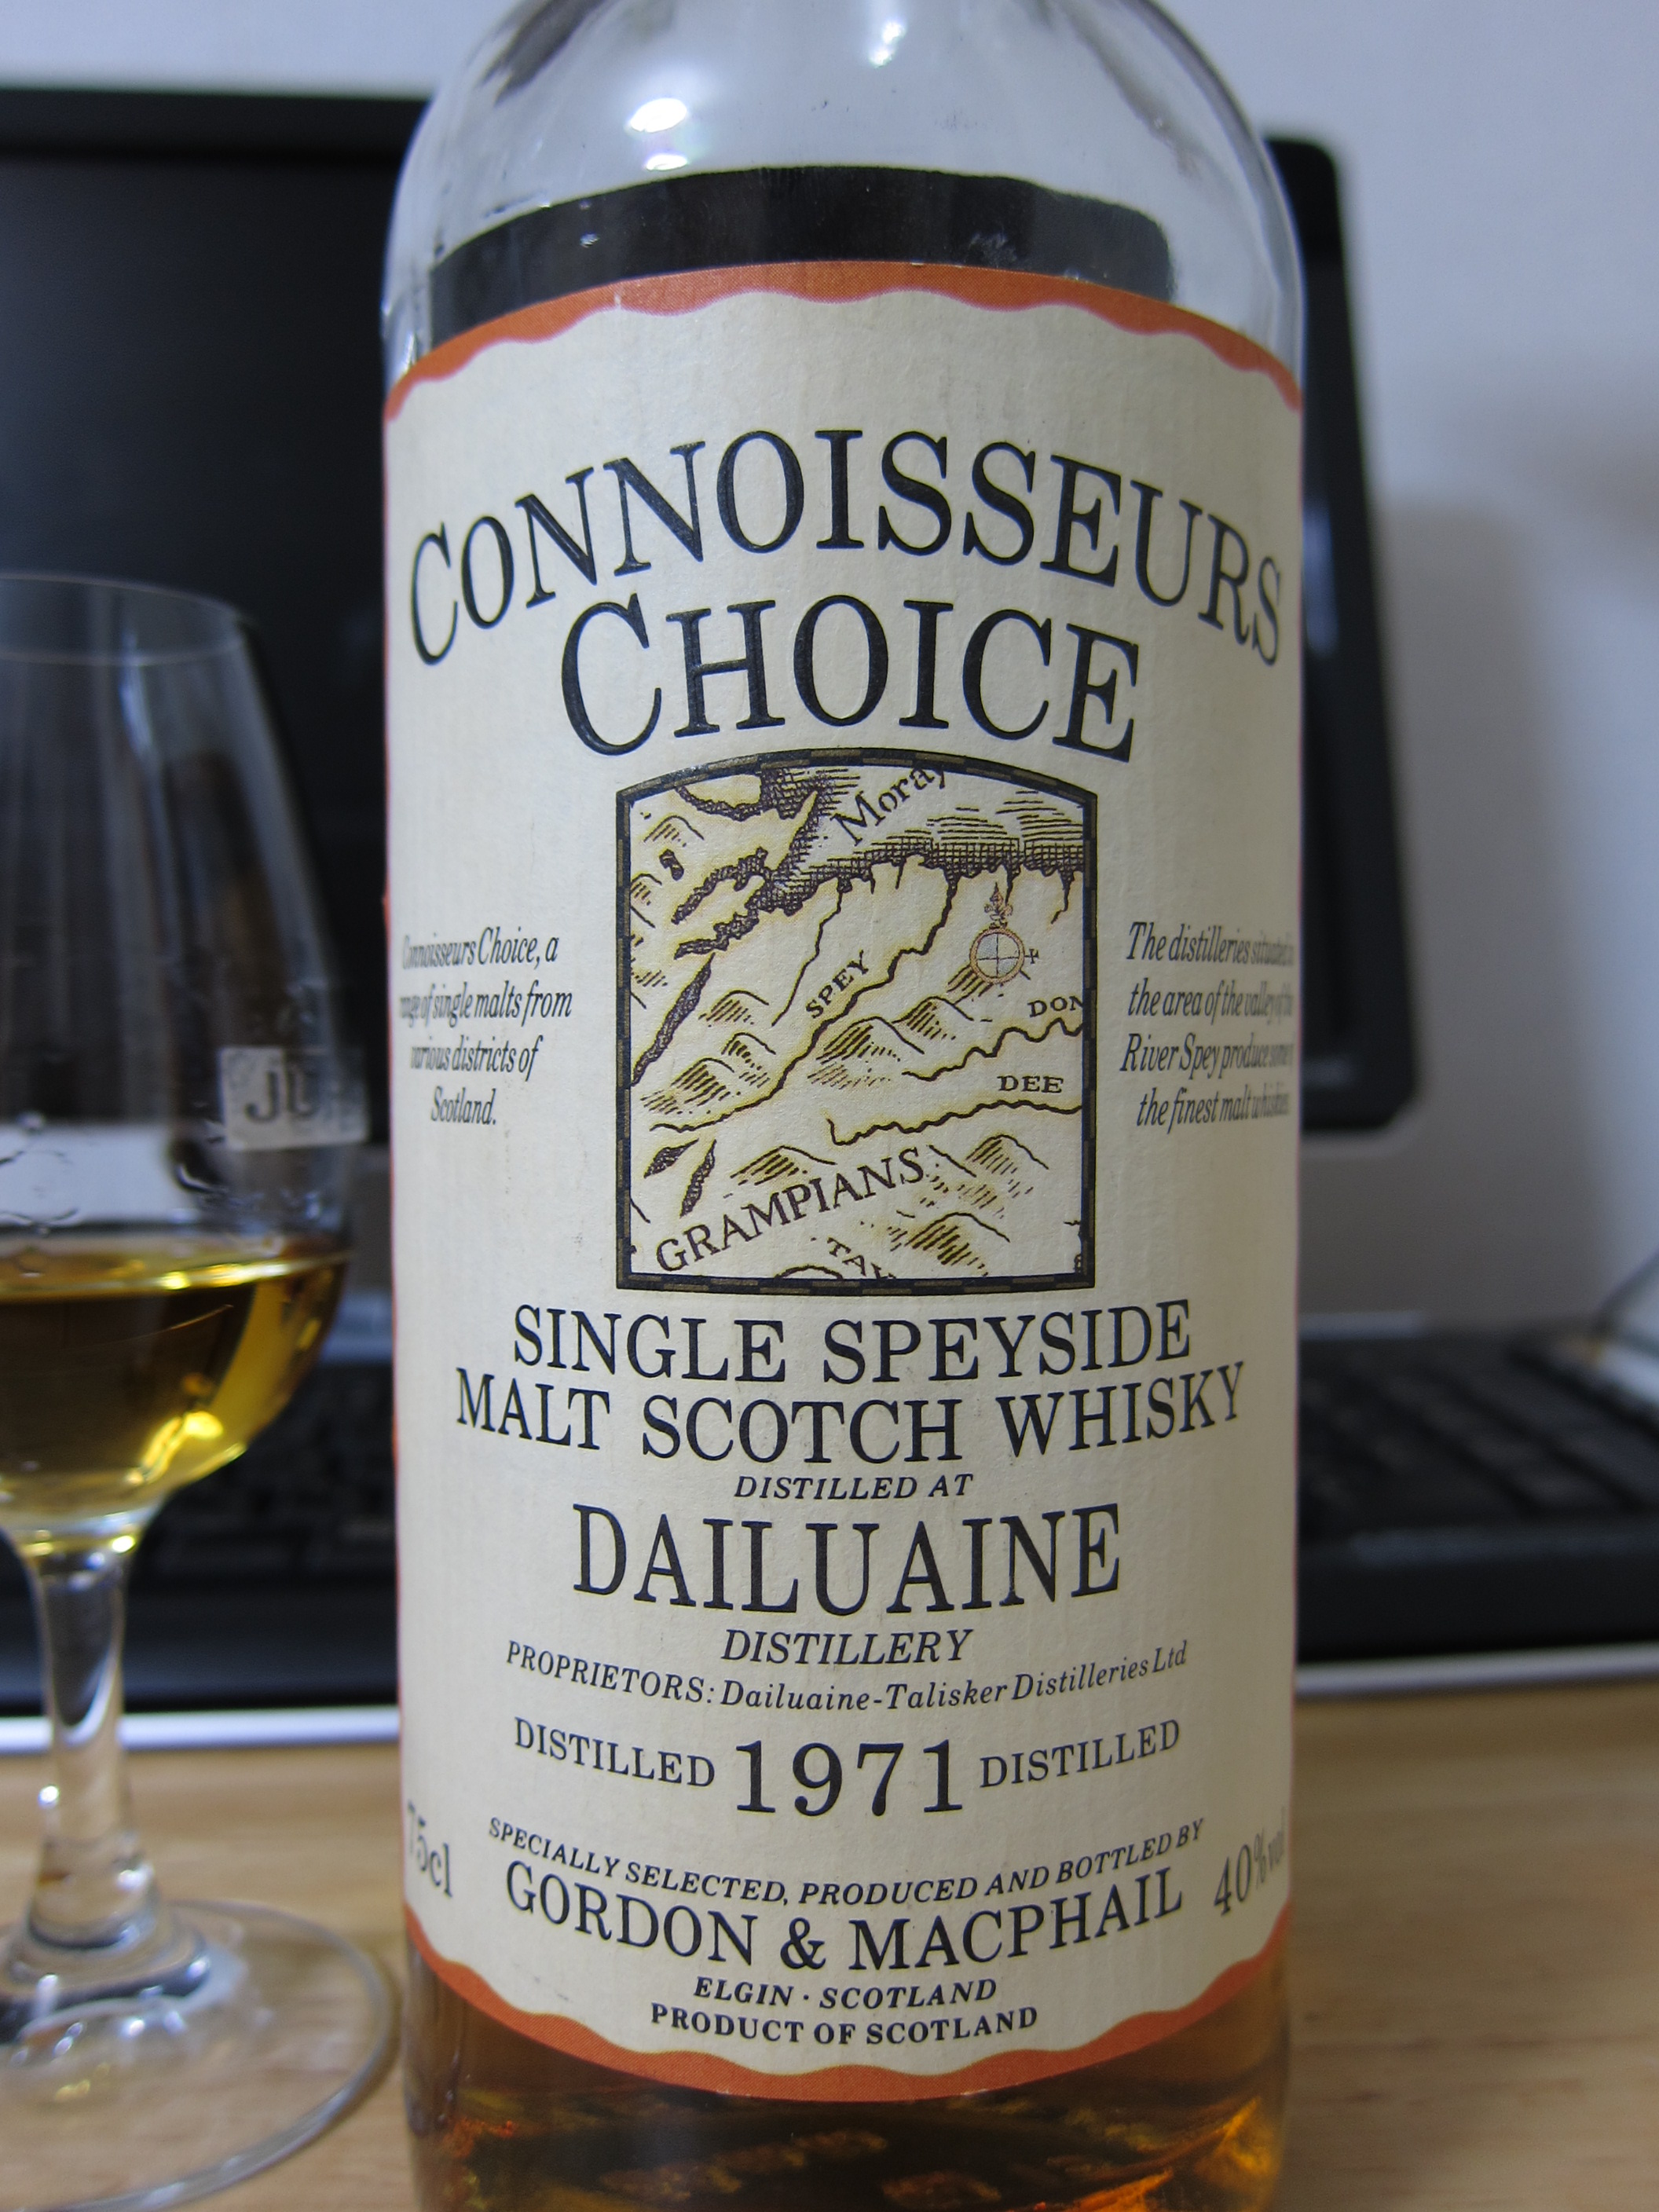 CONNOISSEURS
CHOICE
Moray
SPEY
DON
DEE
GRAMPIANS
TAY
Connoisseurs Choice, a
range of single malts from
various districts of
Scotland.
The distilleries situated in
the area of the valley of the
River Spey produce some of
the finest malt whiskies.
JU
SINGLE SPEYSIDE
MALT SCOTCH WHISKY
DISTILLED AT
DAILUAINE
DISTILLERY
PROPRIETORS: Dailuaine-Talisker Distilleries Ltd
DISTILLED 1971 DISTILLED
75cl
SPECIALLY SELECTED, PRODUCED AND BOTTLED BY
GORDON & MACPHAIL
40% vol
ELGIN · SCOTLAND
PRODUCT OF SCOTLAND